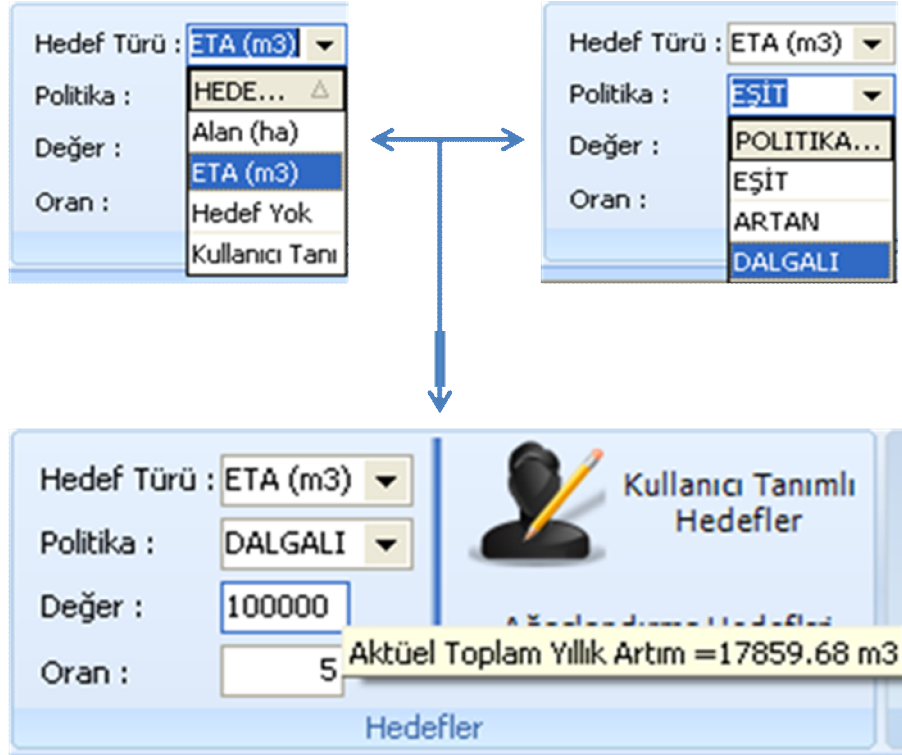 Hedef Türü : ETA (m3)
Politika :
Değer :
Oran :
HEDE...
Alan (ha)
ETA (m3)
Hedef Yok
Kullanıcı Tanı
Hedef Türü : ETA (m3)
Politika : EŞİT
Değer :
Oran :
POLITIKA...
EŞİT
ARTAN
DALGALI
Hedef Türü : ETA (m3)
Politika : DALGALI
Değer : 100000
Oran : 5
Kullanıcı Tanımlı
Hedefler
Aktüel Toplam Yıllık Artım =17859.68 m3
Hedefler